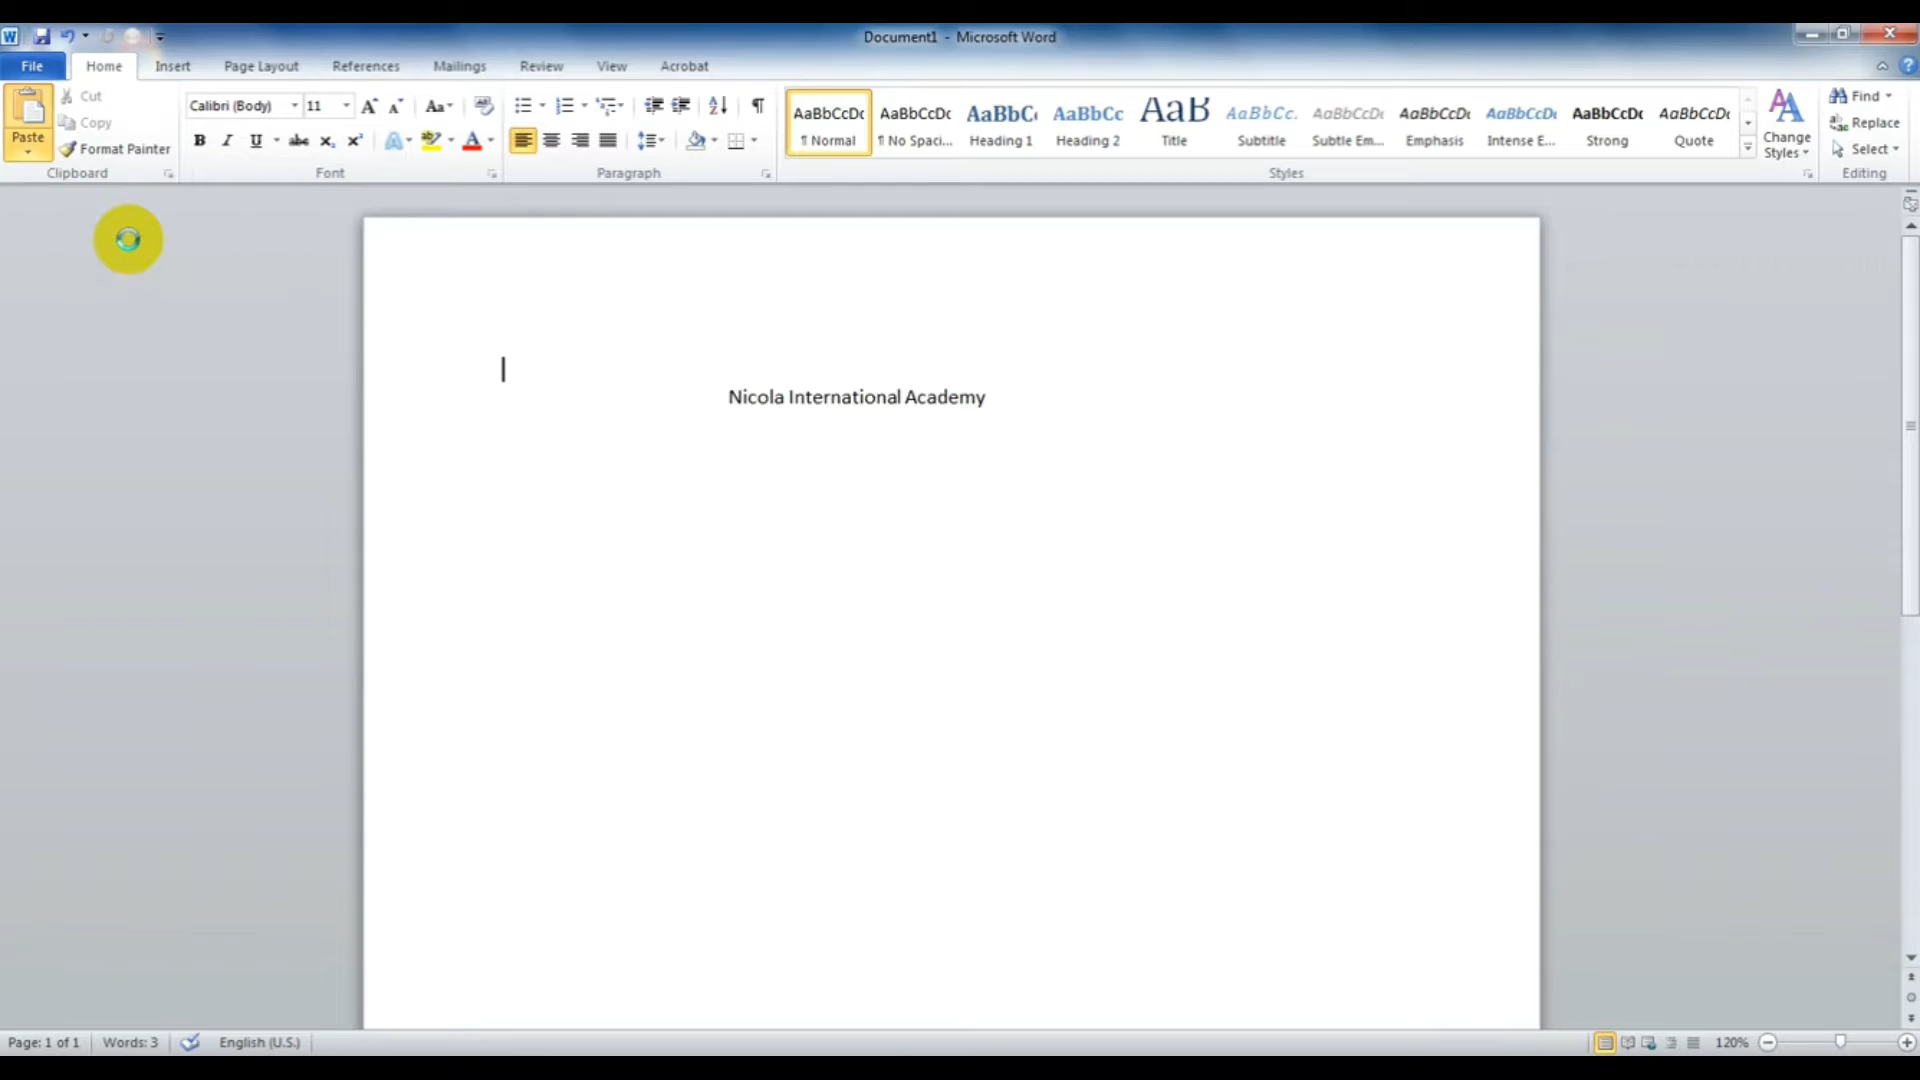 Document1 - Microsoft Word
File Home Insert Page Layout References Mailings Review View Acrobat
Paste
Cut
Copy
Format Painter
Clipboard
Calibri (Body) 11
Font
Paragraph
AaBbCcDc AaBbCcDc AaBbC AaBbCc AaB AaBbCc. AaBbCcDc AaBbCcDc AaBbCcDc AaBbCcDc AaBbCcDc
¶ Normal ¶ No Spaci... Heading 1 Heading 2 Title Subtitle Subtle Em... Emphasis Intense E... Strong Quote
Styles
Change Styles
Find
Replace
Select
Editing
Nicola International Academy
Page: 1 of 1 Words: 3 English (U.S.) 120%